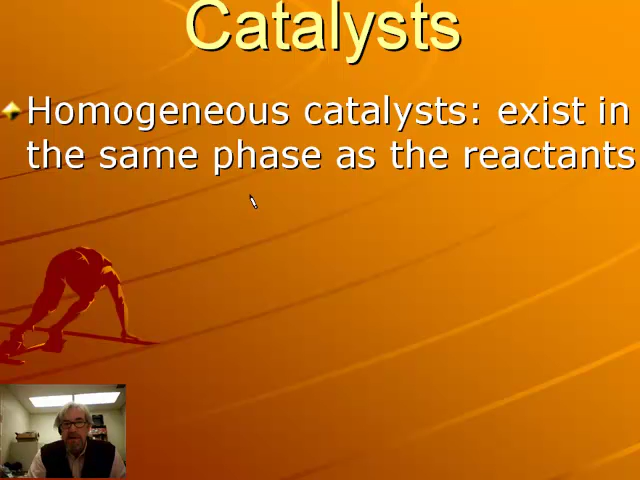 Catalysts
Homogeneous catalysts: exist in
the same phase as the reactants